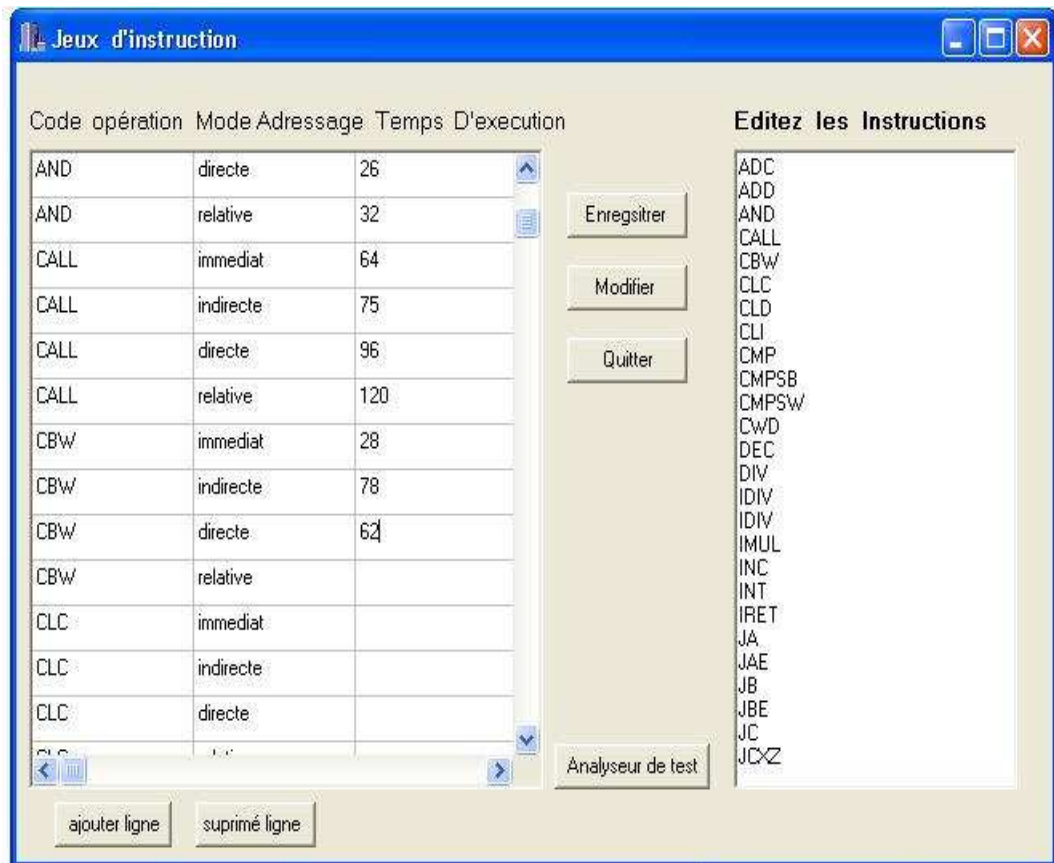 Jeux d'instruction
Code opération Mode Adressage Temps D'execution
AND directe 26
AND relative 32
CALL immediat 64
CALL indirecte 75
CALL directe 96
CALL relative 120
CBW immediat 28
CBW indirecte 78
CBW directe 62
CBW relative
CLC immediat
CLC indirecte
CLC directe
Enregsitrer
Modifier
Quitter
Analyseur de test
Editez les Instructions
ADC
ADD
AND
CALL
CBW
CLC
CLD
CLI
CMP
CMPSB
CMPSW
CWD
DEC
DIV
IDIV
IDIV
IMUL
INC
INT
IRET
JA
JAE
JB
JBE
JC
JCXZ
ajouter ligne
suprimé ligne